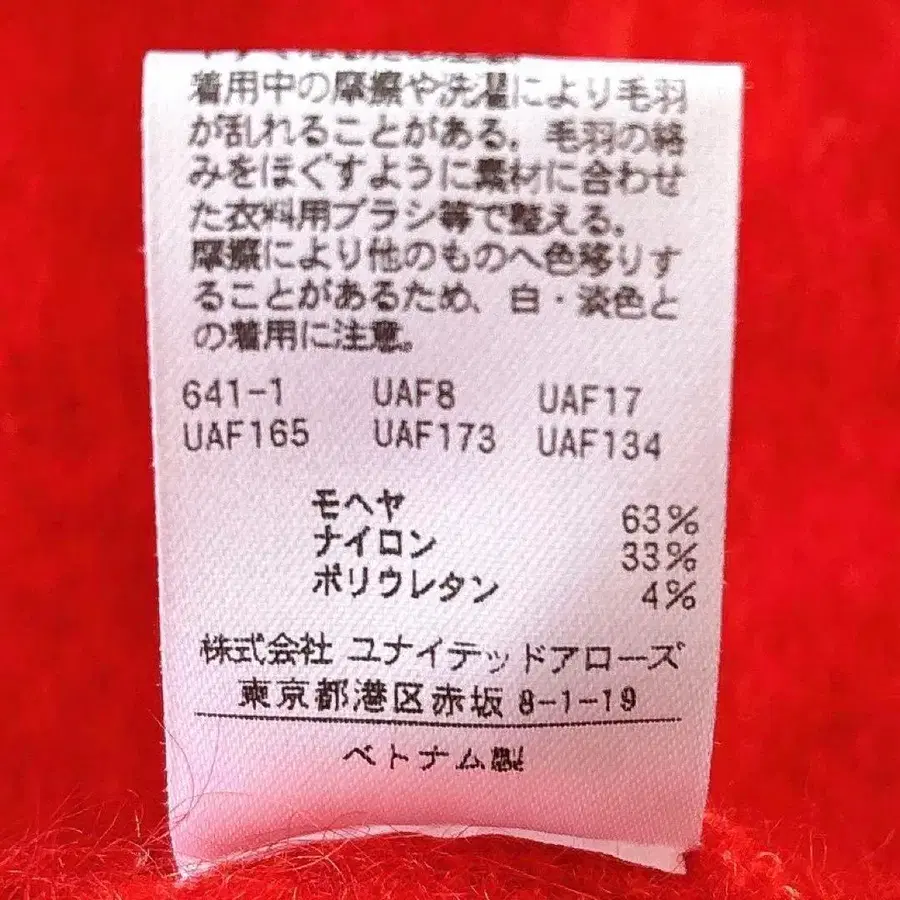 着用中の摩擦や洗濯により毛羽
が乱れることがある。毛羽の絡
みをほぐすように素材に合わせ
た衣料用ブラシ等で整える。
摩擦により他のものへ色移りす
ることがあるため、白・淡色と
の着用に注意。
641-1 UAF8 UAF17
UAF165 UAF173 UAF134
モヘヤ 63%
ナイロン 33%
ポリウレタン 4%
株式会社 ユナイテッドアローズ
東京都港区赤坂 8-1-19
ベトナム製